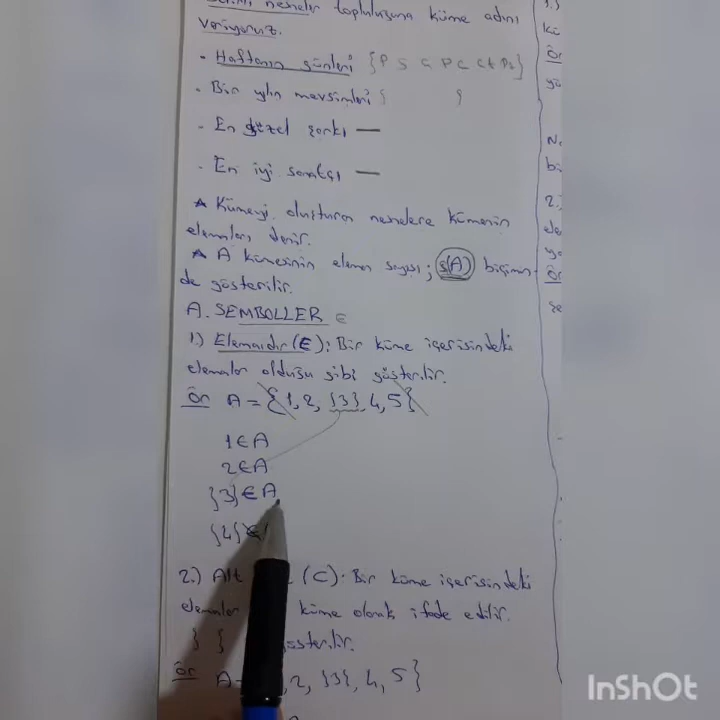 nesneler topluluğuna küme adını
veriyoruz.
· Haftanın günleri {P S Ç P C Ct Pz}
· Bir yılın mevsimleri { }
- En güzel şarkı —
- En iyi sanatçı —
* Kümeyi oluşturan nesnelere kümenin
elemanları denir.
* A kümesinin eleman sayısı; s(A) biçimin-
de gösterilir.
A. SEMBOLLER ∈
1.) Elemanıdır (∈): Bir küme içerisindeki
elemanlar olduğu gibi gösterilir.
Ör A = {1, 2, {3}, 4, 5}
1 ∈ A
2 ∈ A
{3} ∈ A
2.) Alt (⊂): Bir küme içerisindeki
elemanlar küme olarak ifade edilir.
{ } gösterilir.
Ör A = 2, {3}, 4, 5}
InShOt